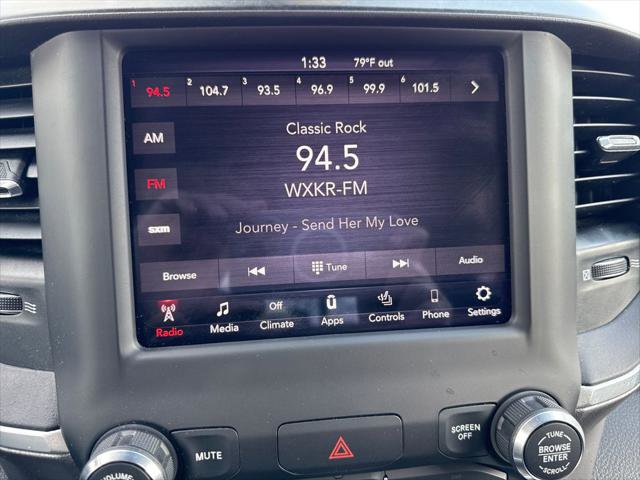 1:33 79°F out
1 94.5 2 104.7 3 93.5 4 96.9 5 99.9 6 101.5
AM
Classic Rock
94.5
FM
WXKR-FM
sxm
Journey - Send Her My Love
Browse Tune Audio
Off
Radio Media Climate Apps Controls Phone Settings
MUTE
SCREEN
OFF
TUNE
BROWSE
ENTER
SCROLL
VOLUME